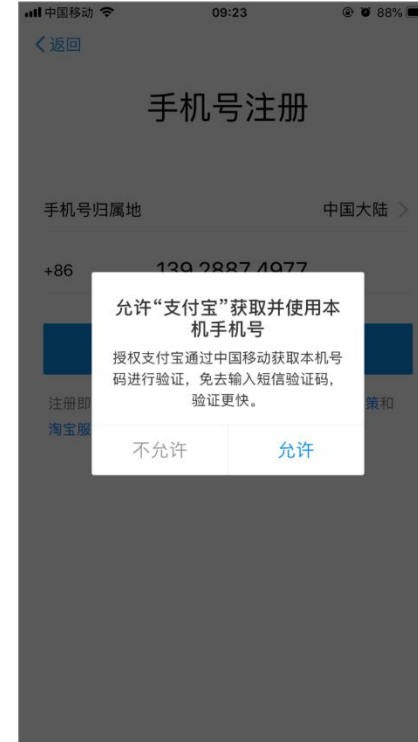 中国移动 09:23 88%
返回
手机号注册
手机号归属地 中国大陆
+86 139 2887 4977
允许“支付宝”获取并使用本
机手机号
授权支付宝通过中国移动获取本机号
码进行验证，免去输入短信验证码，
验证更快。
注册即 策和
淘宝服
不允许 允许